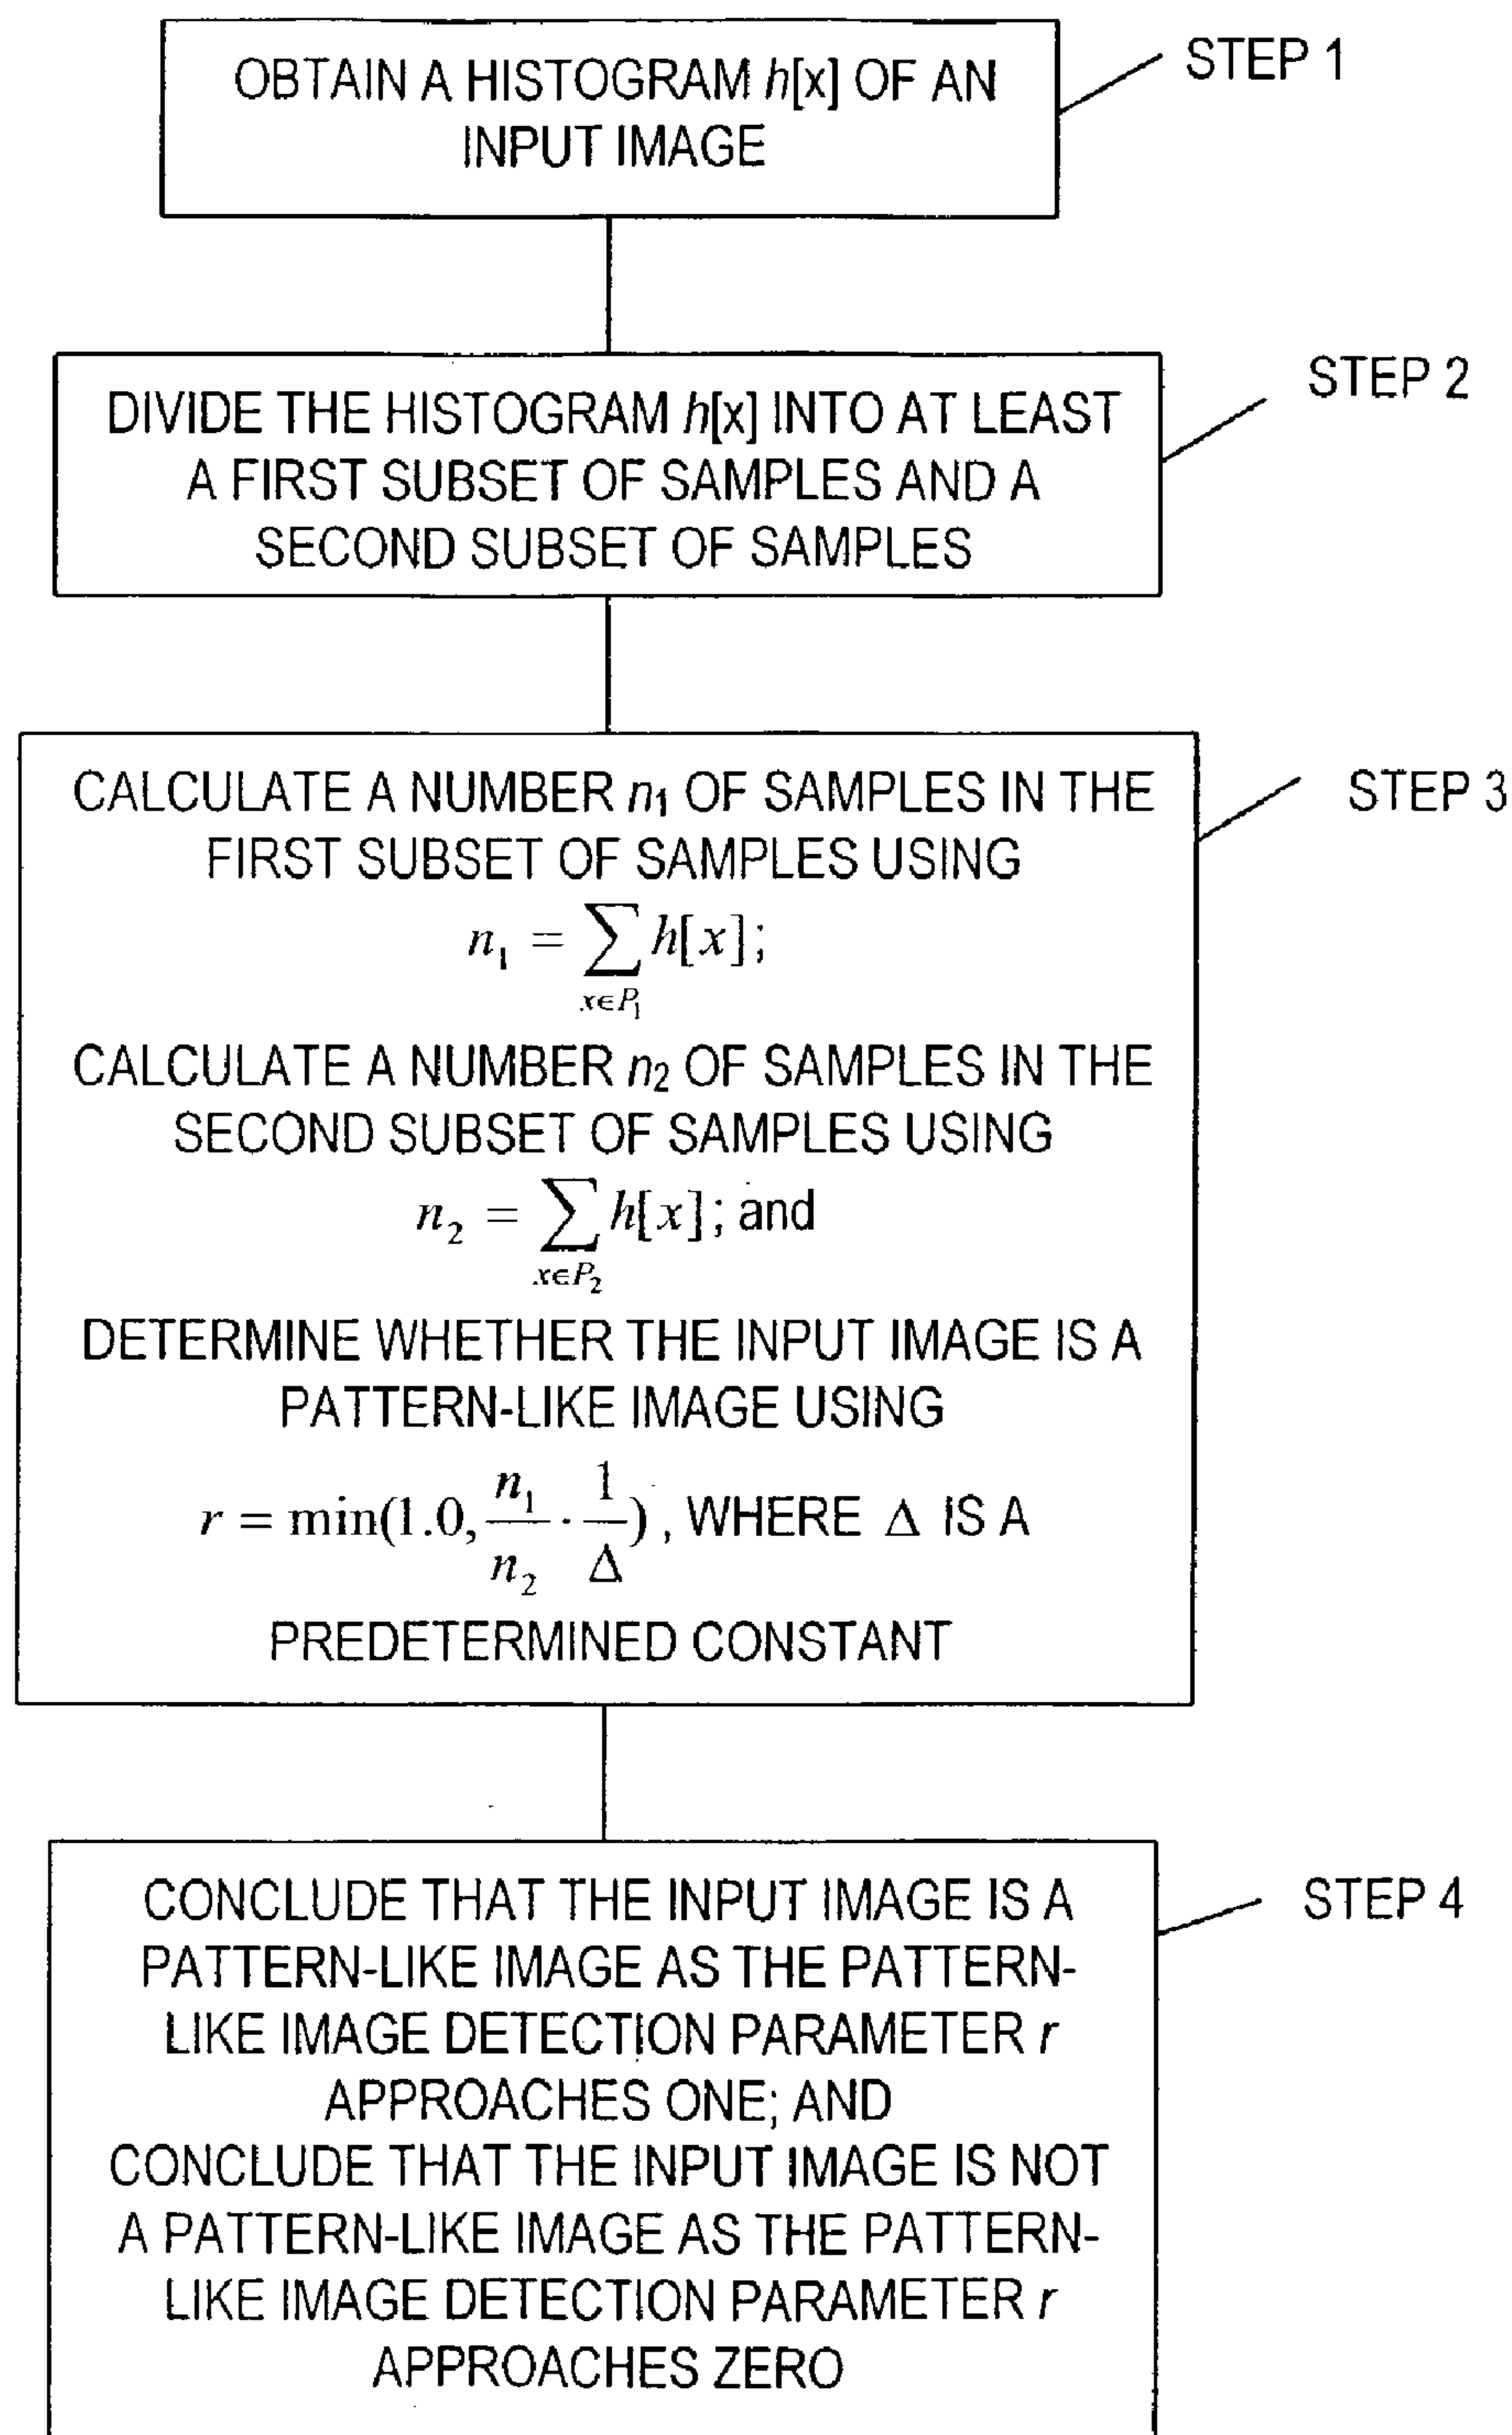 OBTAIN A HISTOGRAM h[x] OF AN
INPUT IMAGE
STEP 1
DIVIDE THE HISTOGRAM h[x] INTO AT LEAST
A FIRST SUBSET OF SAMPLES AND A
SECOND SUBSET OF SAMPLES
STEP 2
CALCULATE A NUMBER n₁ OF SAMPLES IN THE
FIRST SUBSET OF SAMPLES USING
n₁ = ∑ h[x];
x∈P₁
CALCULATE A NUMBER n₂ OF SAMPLES IN THE
SECOND SUBSET OF SAMPLES USING
n₂ = ∑ h[x]; and
x∈P₂
DETERMINE WHETHER THE INPUT IMAGE IS A
PATTERN-LIKE IMAGE USING
r = min(1.0, n₁/n₂ · 1/Δ), WHERE Δ IS A
PREDETERMINED CONSTANT
STEP 3
CONCLUDE THAT THE INPUT IMAGE IS A
PATTERN-LIKE IMAGE AS THE PATTERN-
LIKE IMAGE DETECTION PARAMETER r
APPROACHES ONE; AND
CONCLUDE THAT THE INPUT IMAGE IS NOT
A PATTERN-LIKE IMAGE AS THE PATTERN-
LIKE IMAGE DETECTION PARAMETER r
APPROACHES ZERO
STEP 4